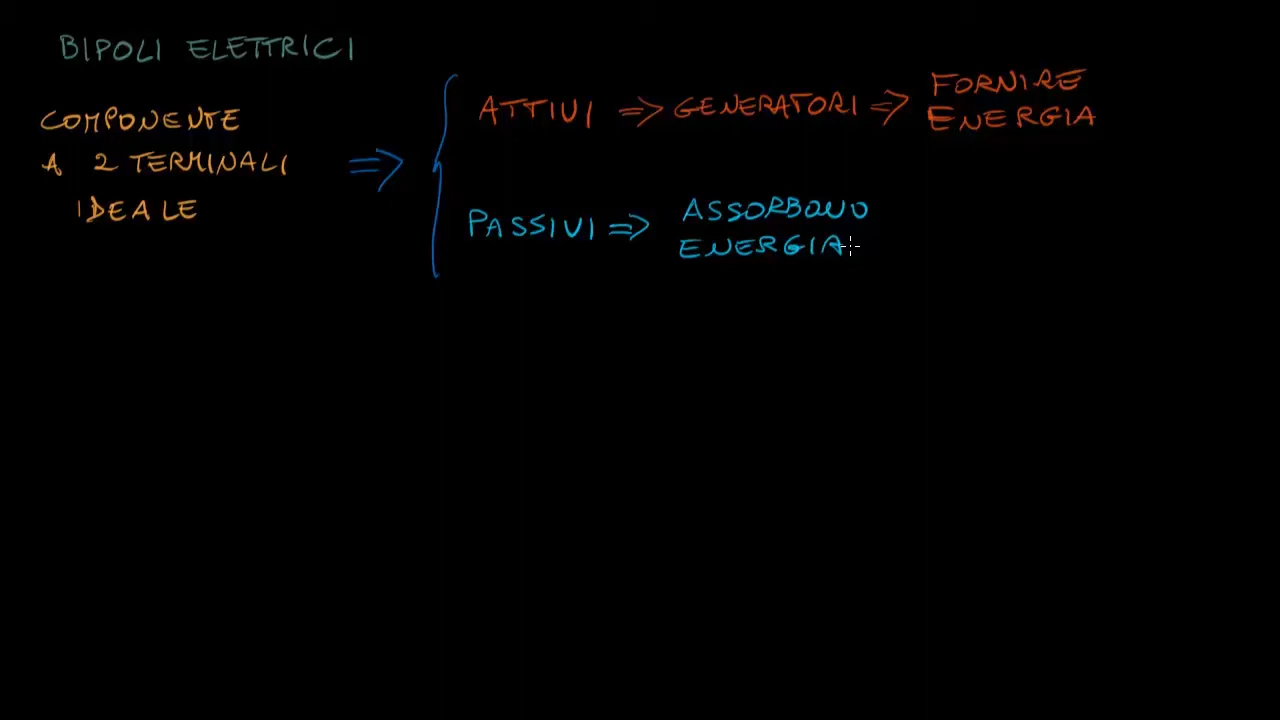 BIPOLI ELETTRICI
COMPONENTE
A 2 TERMINALI
IDEALE
⇒
ATTIVI ⇒ GENERATORI ⇒ FORNIRE
ENERGIA
PASSIVI ⇒ ASSORBONO
ENERGIA